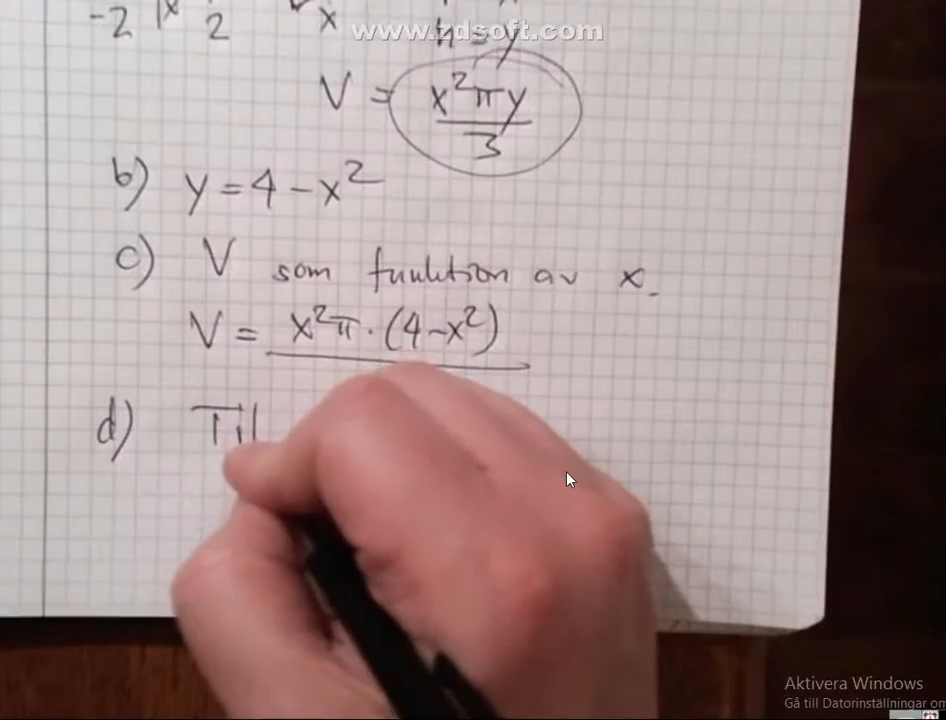 www.zdsoft.com
-2 |x 2 x h = y
V = x²πy
3
b) y = 4 - x²
c) V som funktion av x.
V = x²π · (4-x²)
d) Till
Aktivera Windows
Gå till Datorinställningar